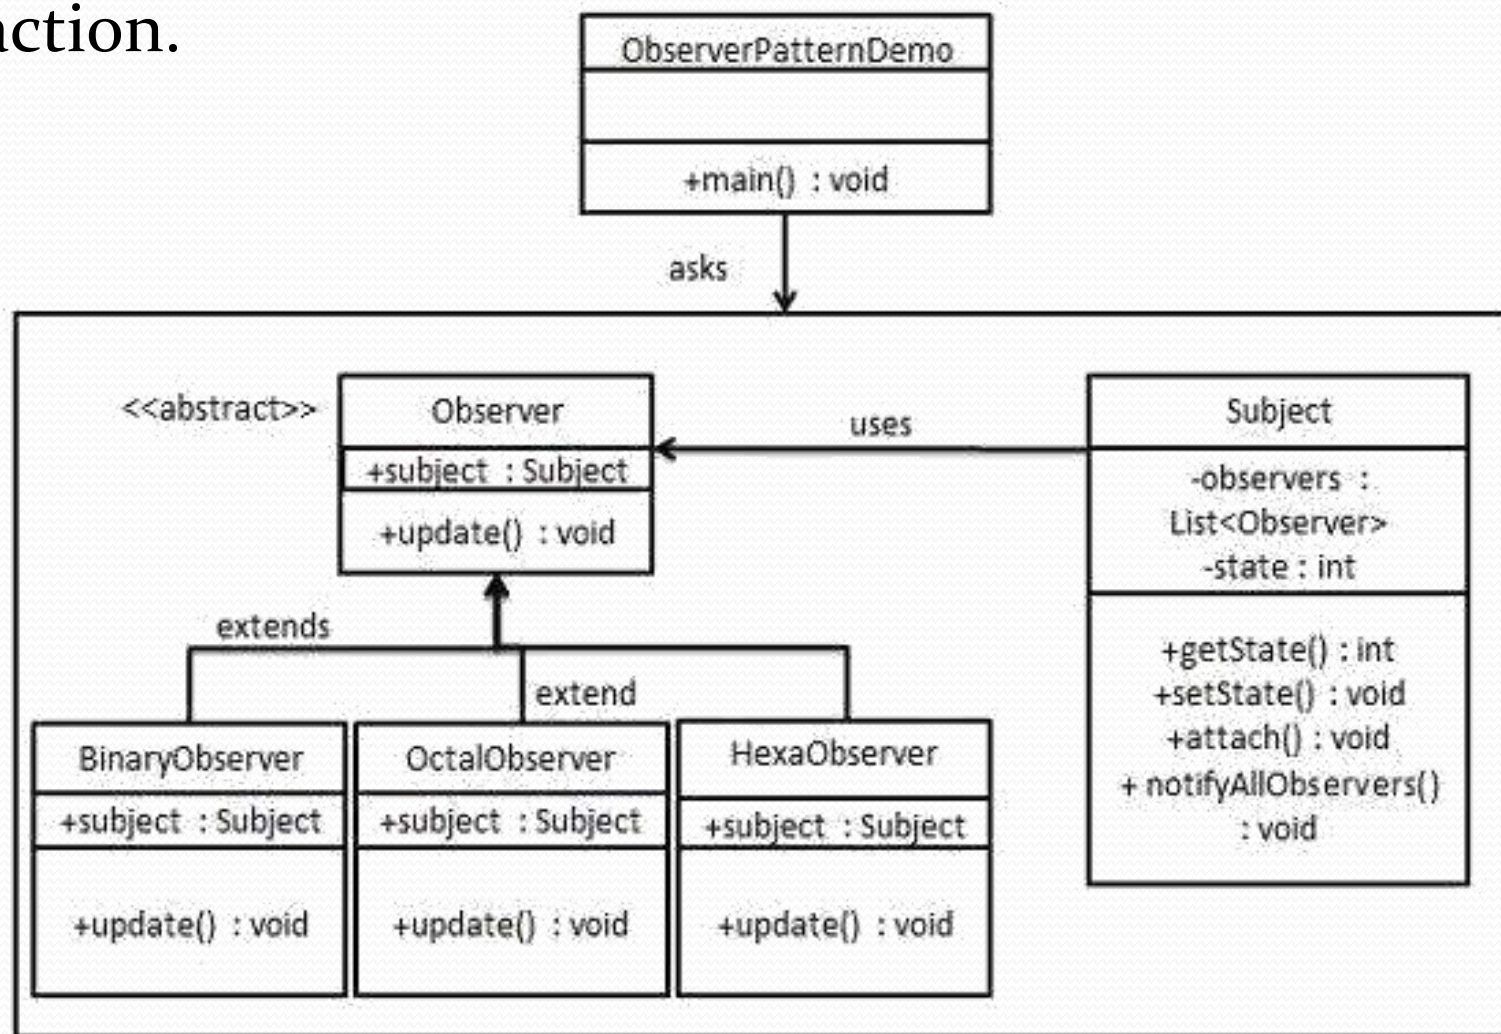 action.
ObserverPatternDemo
+main() : void
asks
<<abstract>>
Observer
+subject : Subject
+update() : void
uses
Subject
-observers :
List<Observer>
-state : int
+getState() : int
+setState() : void
+attach() : void
+ notifyAllObservers()
: void
extends
extend
BinaryObserver
+subject : Subject
+update() : void
OctalObserver
+subject : Subject
+update() : void
HexaObserver
+subject : Subject
+update() : void